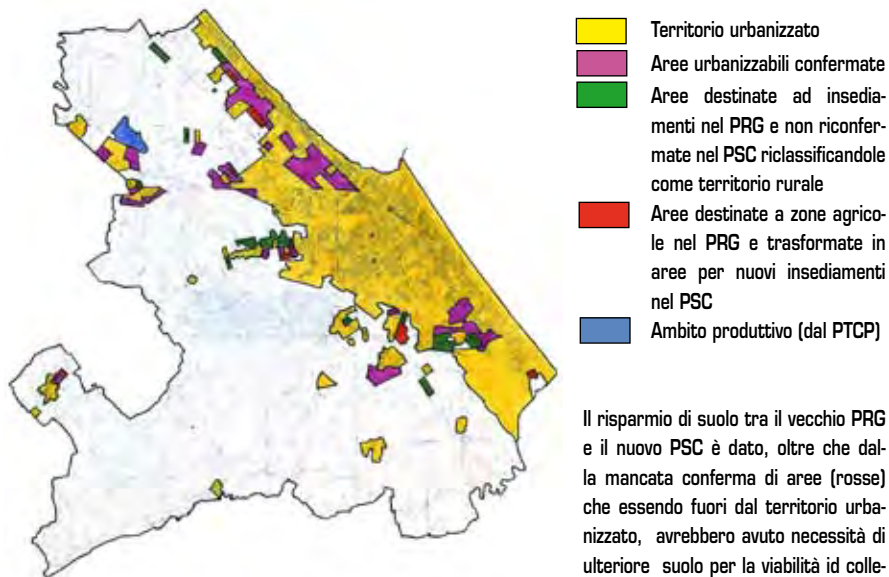 Territorio urbanizzato
Aree urbanizzabili confermate
Aree destinate ad insedia-
menti nel PRG e non riconfer-
mate nel PSC riclassificandole
come territorio rurale
Aree destinate a zone agrico-
le nel PRG e trasformate in
aree per nuovi insediamenti
nel PSC
Ambito produttivo (dal PTCP)
Il risparmio di suolo tra il vecchio PRG
e il nuovo PSC è dato, oltre che dal-
la mancata conferma di aree (rosse)
che essendo fuori dal territorio urba-
nizzato, avrebbero avuto necessità di
ulteriore suolo per la viabilità id colle-